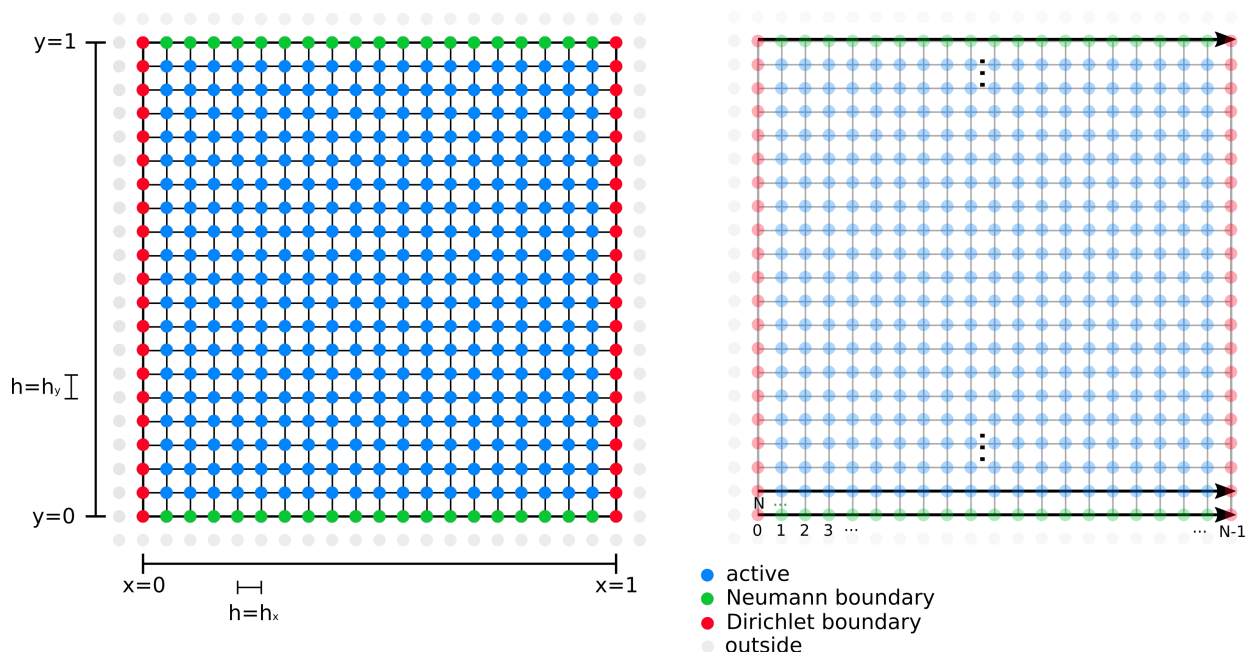 y=1
h=hᵧ
y=0
x=0
x=1
h=hₓ
N ...
0 1 2 3 ... ... N-1
active
Neumann boundary
Dirichlet boundary
outside